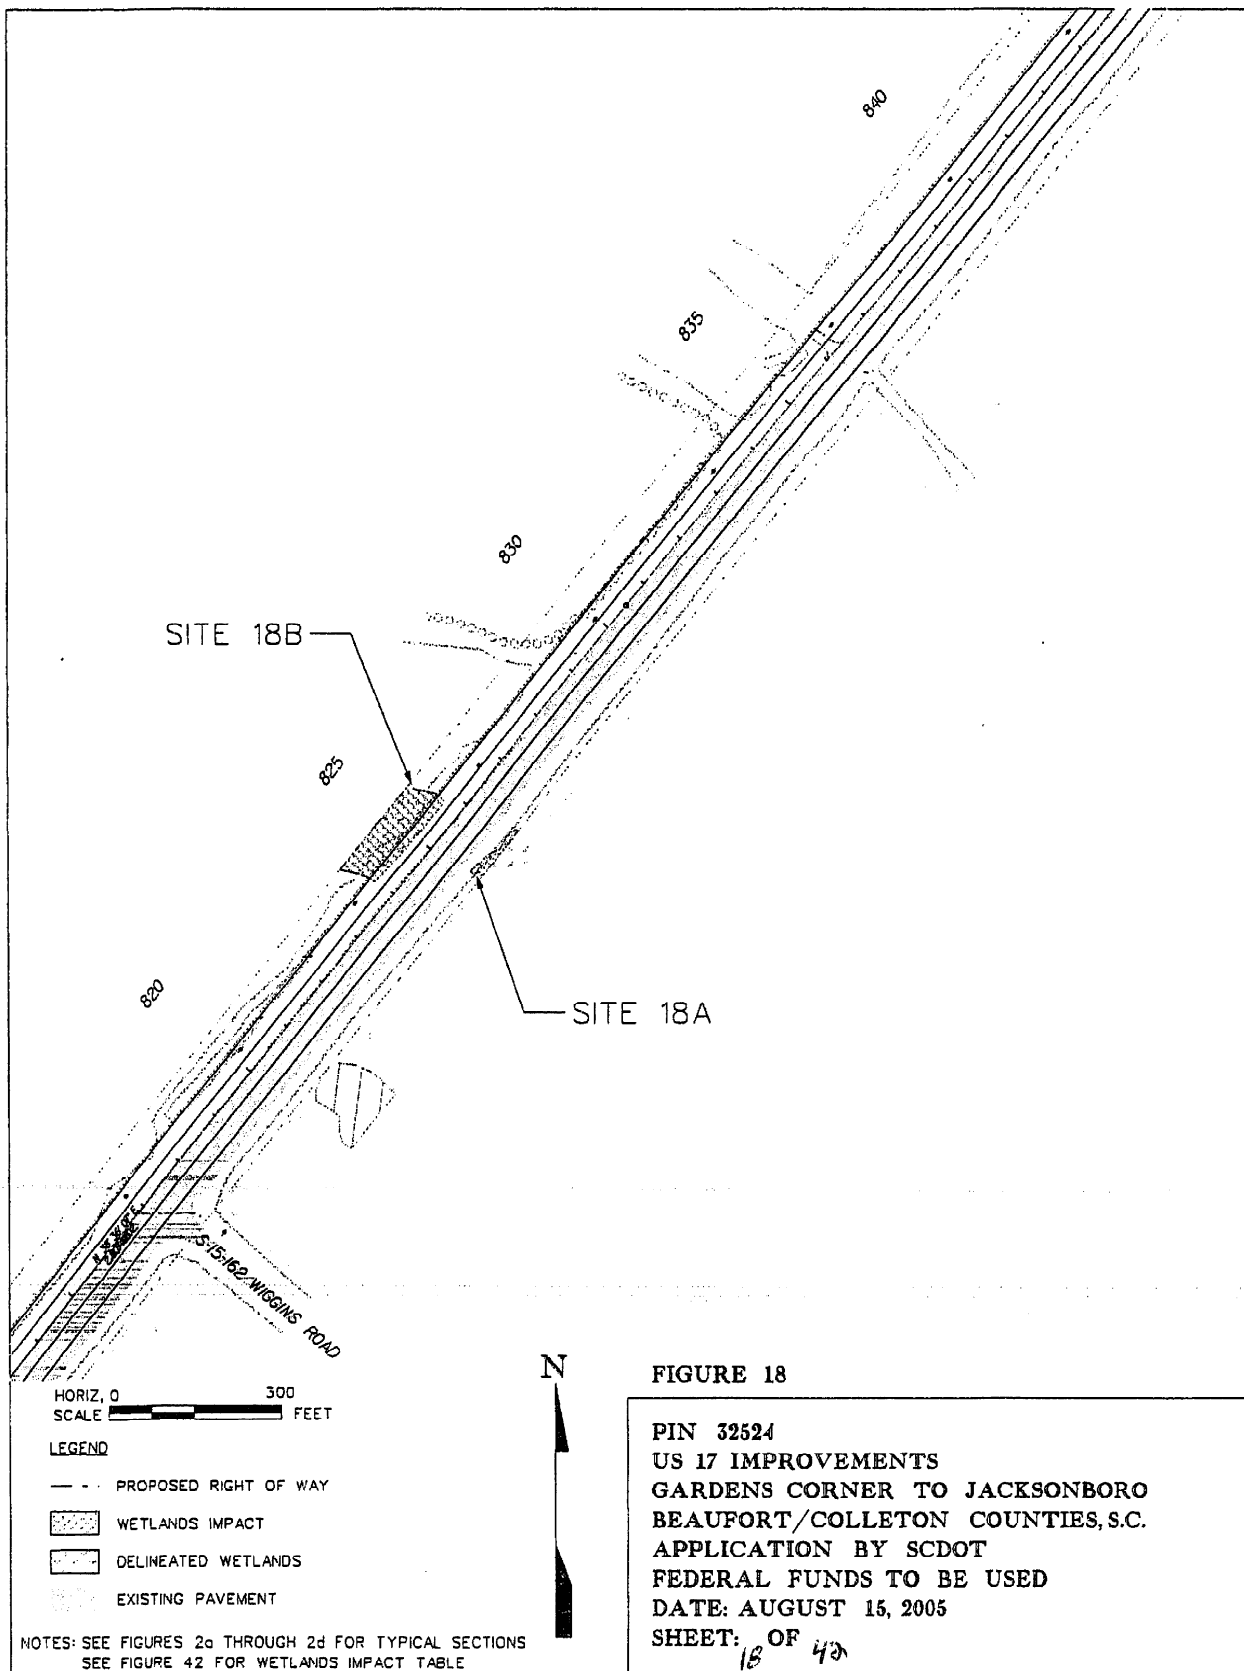 840
835
830
SITE 18B
825
820
SITE 18A
S-15-162/WIGGINS ROAD
N
HORIZ. 0 300
SCALE FEET
LEGEND
PROPOSED RIGHT OF WAY
WETLANDS IMPACT
DELINEATED WETLANDS
EXISTING PAVEMENT
NOTES: SEE FIGURES 2a THROUGH 2d FOR TYPICAL SECTIONS
SEE FIGURE 42 FOR WETLANDS IMPACT TABLE
FIGURE 18
PIN 32524
US 17 IMPROVEMENTS
GARDENS CORNER TO JACKSONBORO
BEAUFORT/COLLETON COUNTIES, S.C.
APPLICATION BY SCDOT
FEDERAL FUNDS TO BE USED
DATE: AUGUST 15, 2005
SHEET: 18 OF 42